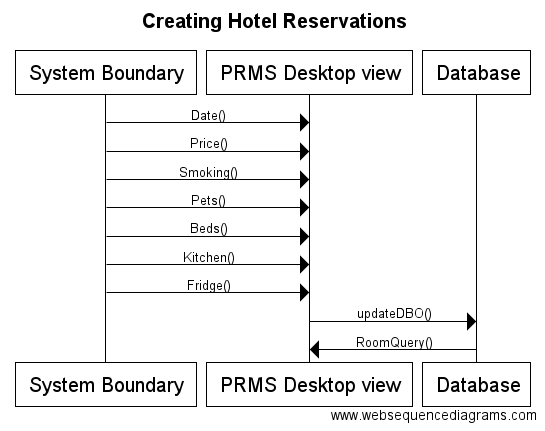 Creating Hotel Reservations
System Boundary PRMS Desktop view Database
Date()
Price()
Smoking()
Pets()
Beds()
Kitchen()
Fridge()
updateDBO()
RoomQuery()
System Boundary PRMS Desktop view Database
www.websequencediagrams.com